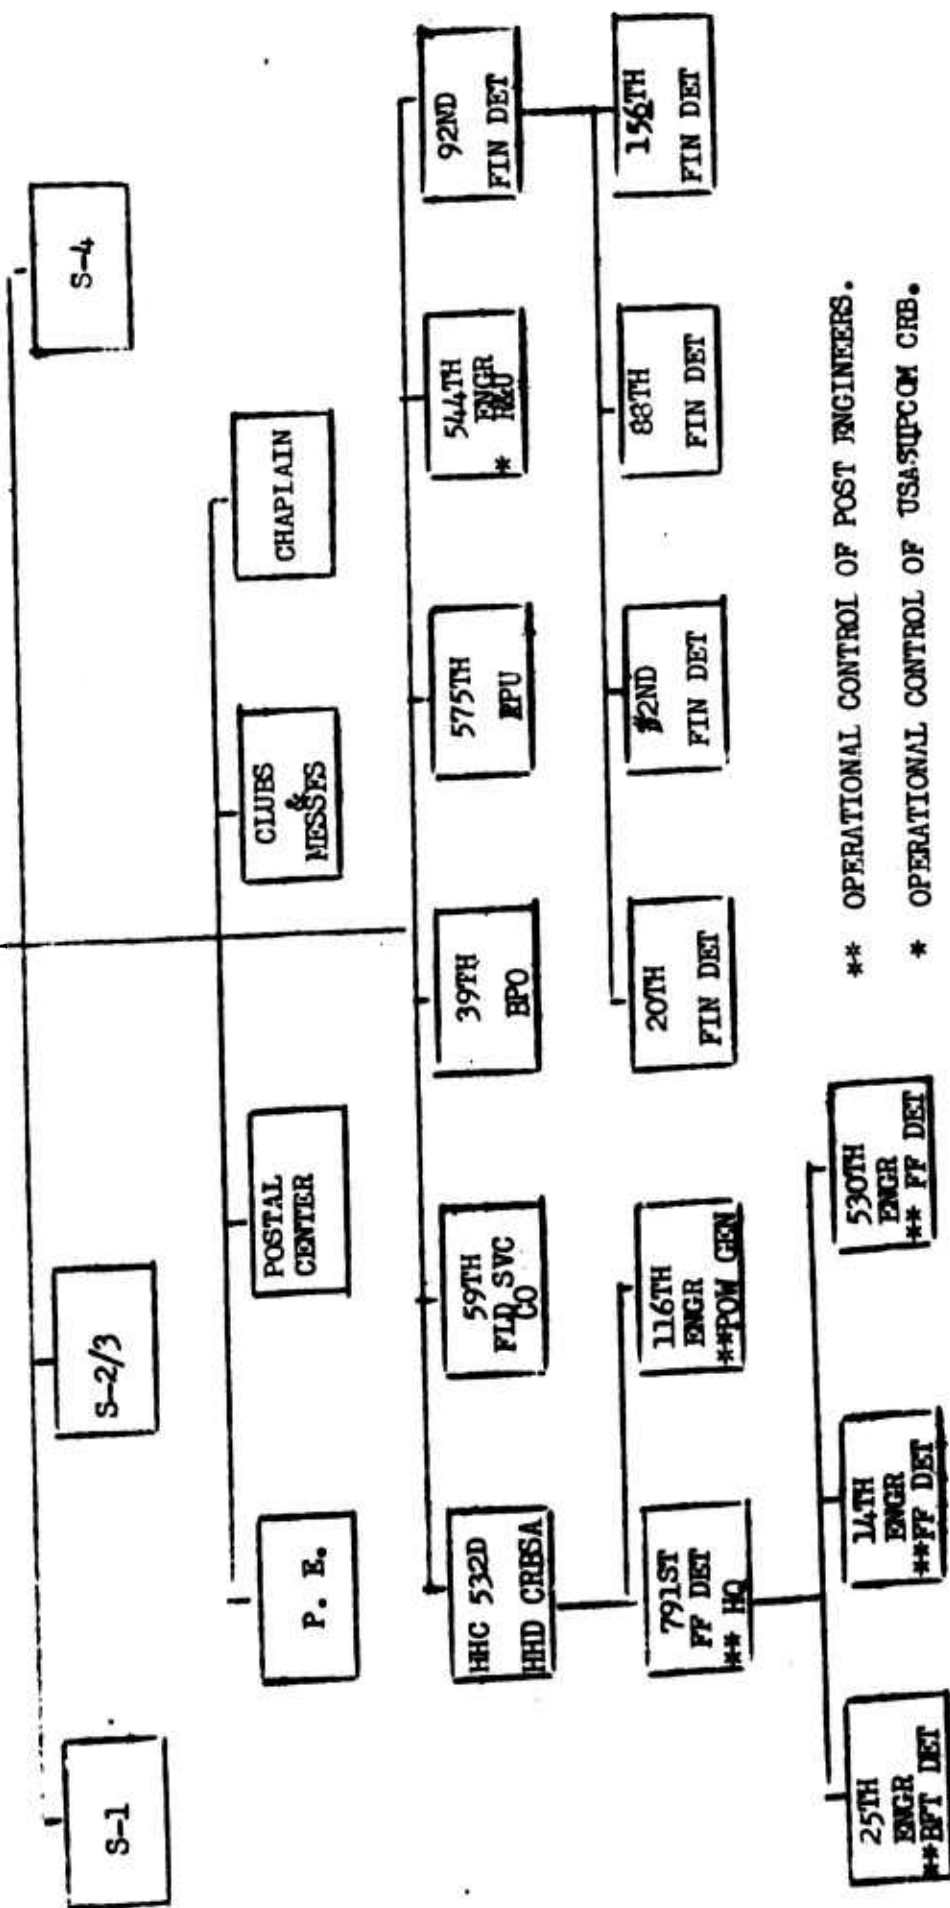 S-1
S-2/3
S-4
P. E.
POSTAL
CENTER
CLUBS
&
MESSES
CHAPLAIN
HHC 532D
HHD CRBSA
59TH
FLD SVC
CO
39TH
BPO
575TH
544TH
ENGR
R&U
*
92ND
FIN DET
791ST
FF DET
** HQ
116TH
ENGR
**POW GEN
20TH
FIN DET
FIN DET
88TH
FIN DET
156TH
FIN DET
25TH
ENGR
**BFT DET
14TH
ENGR
**FF DET
530TH
ENGR
** FF DET
** OPERATIONAL CONTROL OF POST ENGINEERS.
* OPERATIONAL CONTROL OF USASUPCOM CRB.